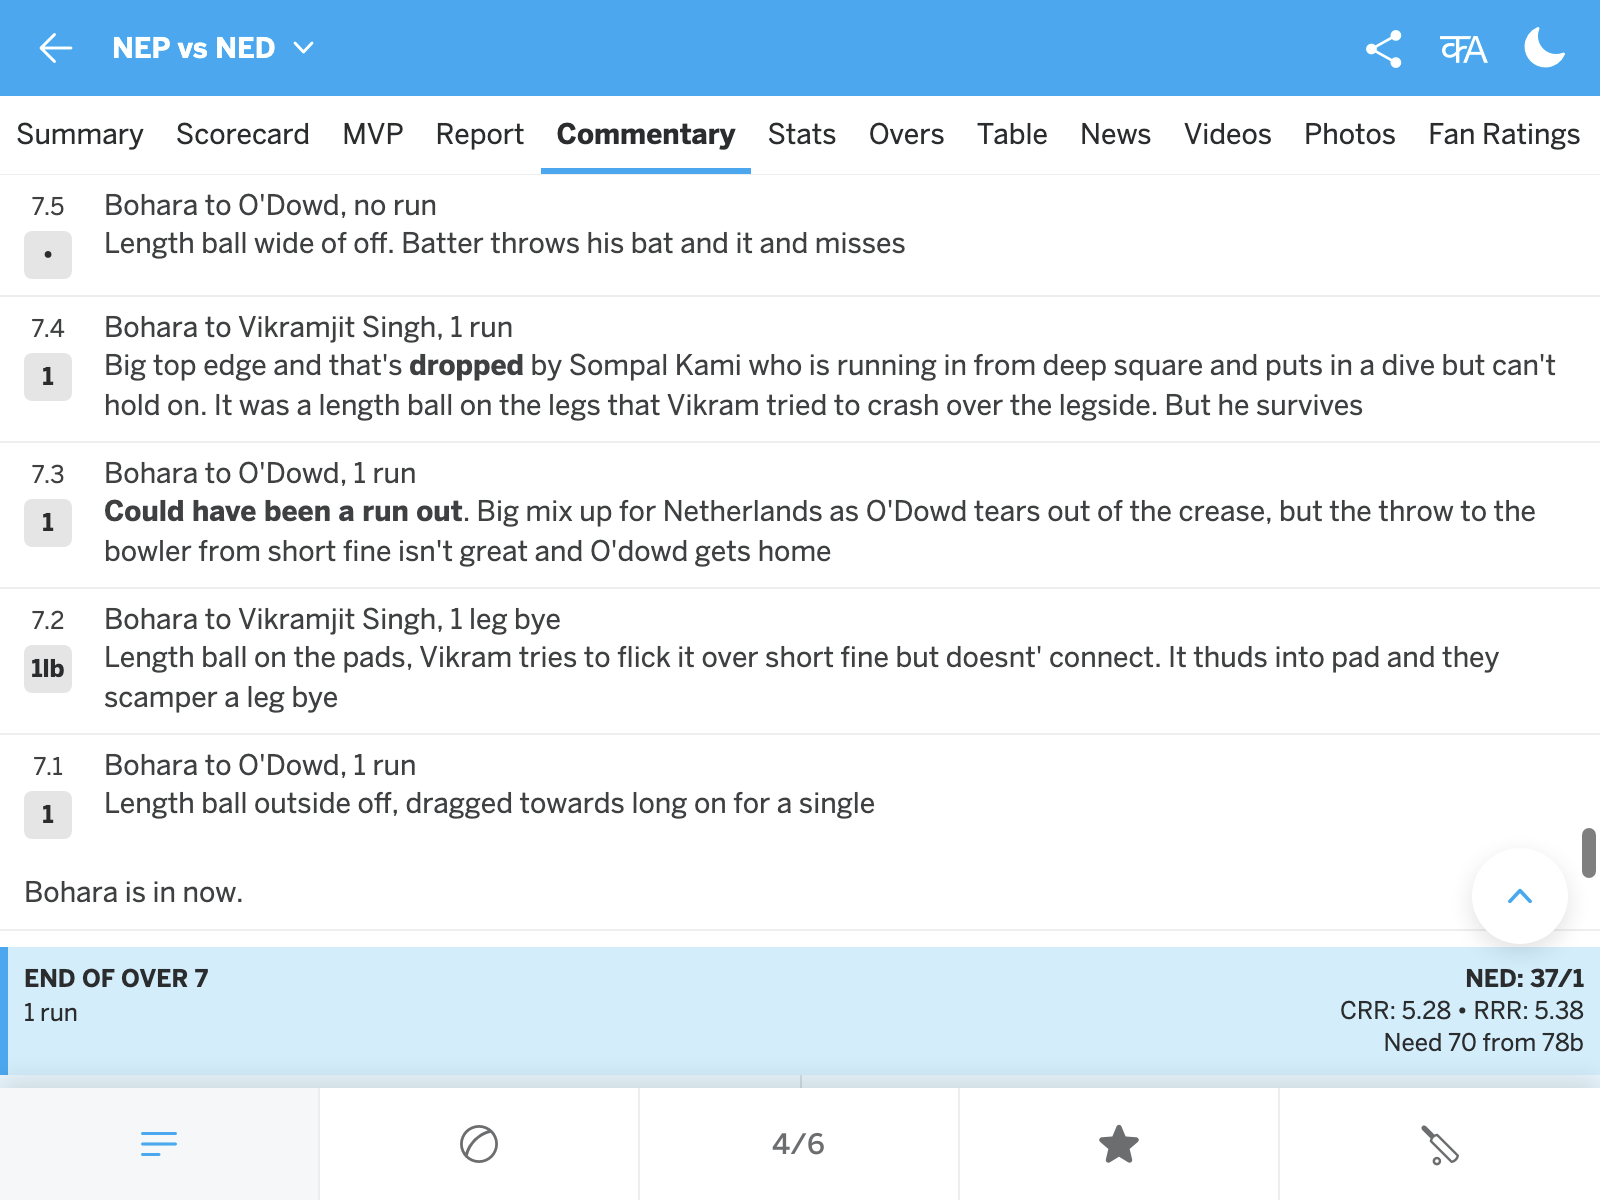 NEP vs NED
कA
Summary Scorecard MVP Report Commentary Stats Overs Table News Videos Photos Fan Ratings
7.5 Bohara to O'Dowd, no run
• Length ball wide of off. Batter throws his bat and it and misses
7.4 Bohara to Vikramjit Singh, 1 run
1 Big top edge and that's dropped by Sompal Kami who is running in from deep square and puts in a dive but can't
hold on. It was a length ball on the legs that Vikram tried to crash over the legside. But he survives
7.3 Bohara to O'Dowd, 1 run
1 Could have been a run out. Big mix up for Netherlands as O'Dowd tears out of the crease, but the throw to the
bowler from short fine isn't great and O'dowd gets home
7.2 Bohara to Vikramjit Singh, 1 leg bye
1lb Length ball on the pads, Vikram tries to flick it over short fine but doesnt' connect. It thuds into pad and they
scamper a leg bye
7.1 Bohara to O'Dowd, 1 run
1 Length ball outside off, dragged towards long on for a single
Bohara is in now.
END OF OVER 7 NED: 37/1
1 run CRR: 5.28 • RRR: 5.38
Need 70 from 78b
4/6